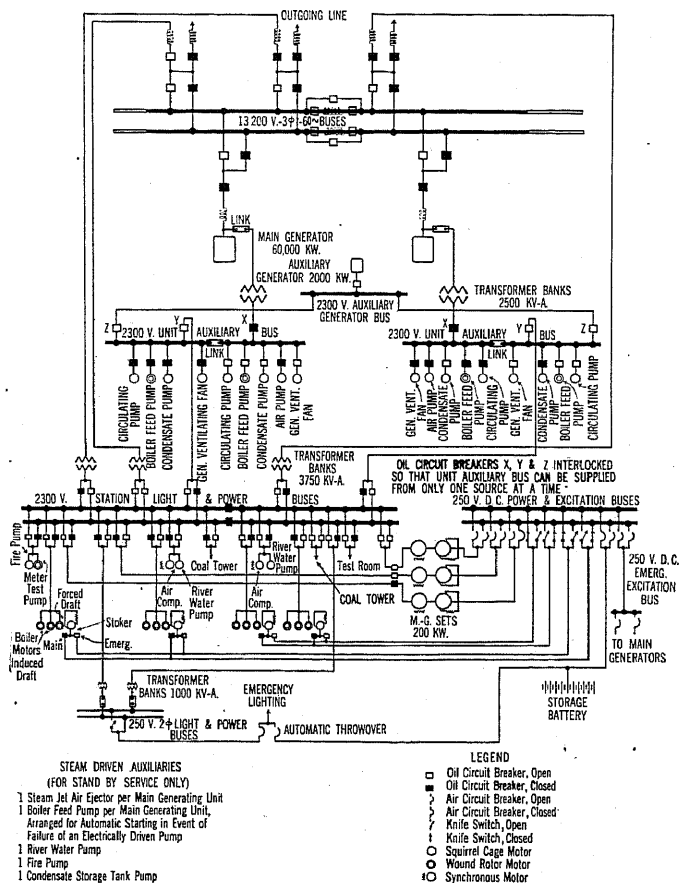 OUTGOING LINE
13 200 V.-3ϕ-60~BUSES
LINK
MAIN GENERATOR
60,000 KW.
AUXILIARY
GENERATOR 2000 KW.
TRANSFORMER BANKS
2500 KV-A.
2300 V. AUXILIARY
GENERATOR BUS
Z
2300 V. UNIT
Y
AUXILIARY
X
BUS
LINK
2300 V. UNIT
X
AUXILIARY
Y
BUS
Z
LINK
CIRCULATING PUMP
BOILER FEED PUMP
CONDENSATE PUMP
GEN. VENTILATING FAN
CIRCULATING PUMP
BOILER FEED PUMP
CONDENSATE PUMP
AIR PUMP
GEN. VENT. FAN
GEN. VENT. FAN
AIR PUMP
CONDENSATE PUMP
BOILER FEED PUMP
CIRCULATING PUMP
GEN. VENT. FAN
CONDENSATE PUMP
BOILER FEED PUMP
CIRCULATING PUMP
TRANSFORMER
BANKS
3750 KV-A.
OIL CIRCUIT BREAKERS X, Y & Z INTERLOCKED
SO THAT UNIT AUXILIARY BUS CAN BE SUPPLIED
FROM ONLY ONE SOURCE AT A TIME
250 V. D.C. POWER & EXCITATION BUSES
2300 V. STATION LIGHT & POWER BUSES
Fire Pump
Meter
Test
Pump
Forced
Draft
Boiler
Motors
Induced
Draft
Main
Stoker
Emerg.
Air
Comp.
River
Water
Pump
Coal Tower
Air
Comp.
River
Water
Pump
COAL TOWER
Test Room
M.-G. SETS
200 KW.
250 V. D.C.
EMERG.
EXCITATION
BUS
TO MAIN
GENERATORS
TRANSFORMER
BANKS 1000 KV-A.
EMERGENCY
LIGHTING
STORAGE
BATTERY
250 V. 2ϕ LIGHT & POWER
BUSES
AUTOMATIC THROWOVER
STEAM DRIVEN AUXILIARIES
(FOR STAND BY SERVICE ONLY)
1 Steam Jet Air Ejector per Main Generating Unit
1 Boiler Feed Pump per Main Generating Unit,
Arranged for Automatic Starting in Event of
Failure of an Electrically Driven Pump
1 River Water Pump
1 Fire Pump
1 Condensate Storage Tank Pump
LEGEND
Oil Circuit Breaker, Open
Oil Circuit Breaker, Closed
Air Circuit Breaker, Open
Air Circuit Breaker, Closed
Knife Switch, Open
Knife Switch, Closed
Squirrel Cage Motor
Wound Rotor Motor
Synchronous Motor